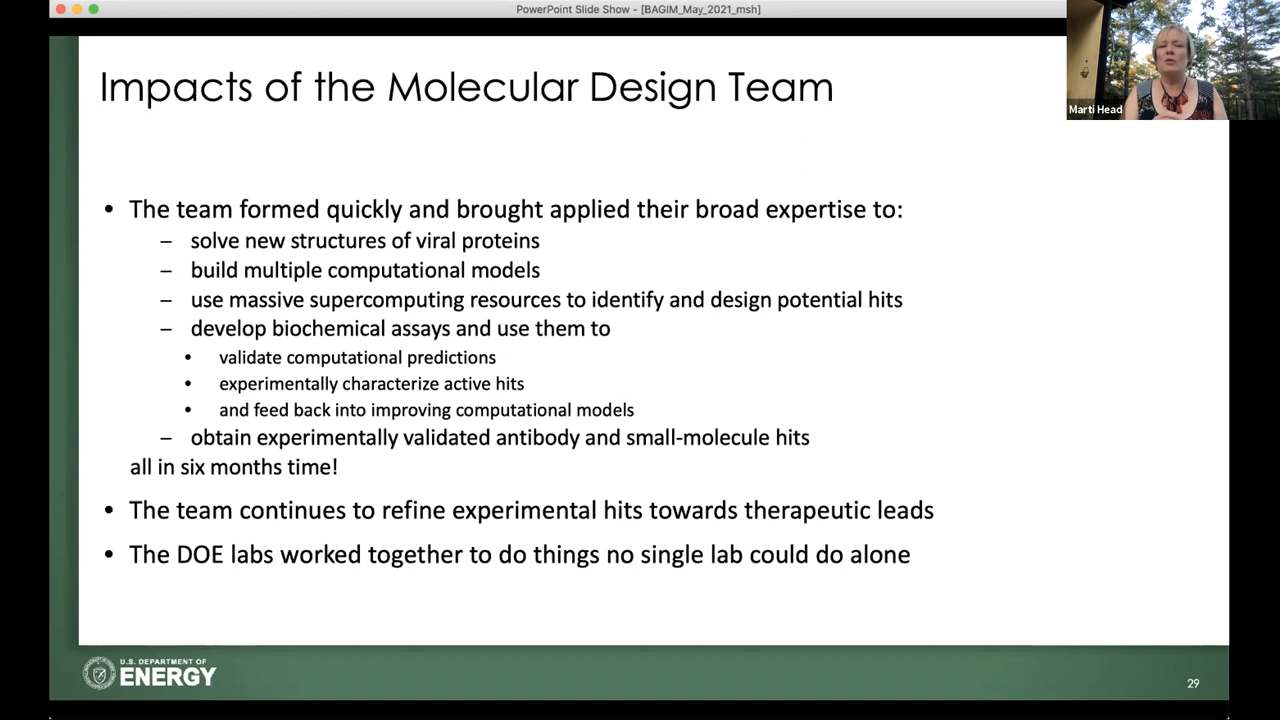 PowerPoint Slide Show - [BAGIM_May_2021_msh]
Marti Head
Impacts of the Molecular Design Team
• The team formed quickly and brought applied their broad expertise to:
– solve new structures of viral proteins
– build multiple computational models
– use massive supercomputing resources to identify and design potential hits
– develop biochemical assays and use them to
• validate computational predictions
• experimentally characterize active hits
• and feed back into improving computational models
– obtain experimentally validated antibody and small-molecule hits
all in six months time!
• The team continues to refine experimental hits towards therapeutic leads
• The DOE labs worked together to do things no single lab could do alone
U.S. DEPARTMENT OF
ENERGY
29